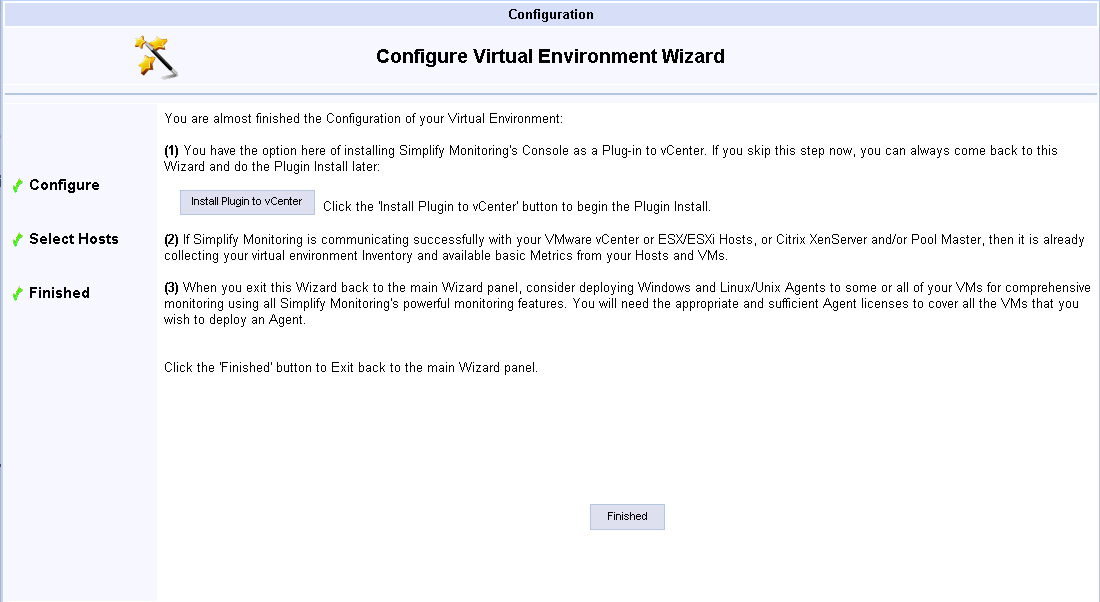 Configuration
Configure Virtual Environment Wizard
Configure
Select Hosts
Finished
You are almost finished the Configuration of your Virtual Environment:
(1) You have the option here of installing Simplify Monitoring's Console as a Plug-in to vCenter. If you skip this step now, you can always come back to this
Wizard and do the Plugin Install later:
Install Plugin to vCenter Click the 'Install Plugin to vCenter' button to begin the Plugin Install.
(2) If Simplify Monitoring is communicating successfully with your VMware vCenter or ESX/ESXi Hosts, or Citrix XenServer and/or Pool Master, then it is already
collecting your virtual environment Inventory and available basic Metrics from your Hosts and VMs.
(3) When you exit this Wizard back to the main Wizard panel, consider deploying Windows and Linux/Unix Agents to some or all of your VMs for comprehensive
monitoring using all Simplify Monitoring's powerful monitoring features. You will need the appropriate and sufficient Agent licenses to cover all the VMs that you
wish to deploy an Agent.
Click the 'Finished' button to Exit back to the main Wizard panel.
Finished